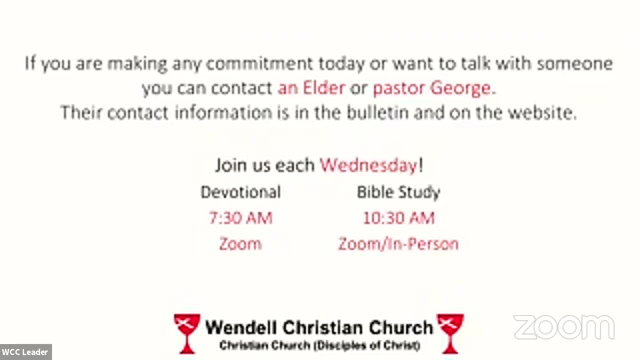 If you are making any commitment today or want to talk with someone
you can contact an Elder or pastor George.
Their contact information is in the bulletin and on the website.
Join us each Wednesday!
Devotional Bible Study
7:30 AM 10:30 AM
Zoom Zoom/In-Person
Wendell Christian Church
Christian Church (Disciples of Christ)
zoom
WCC Leader